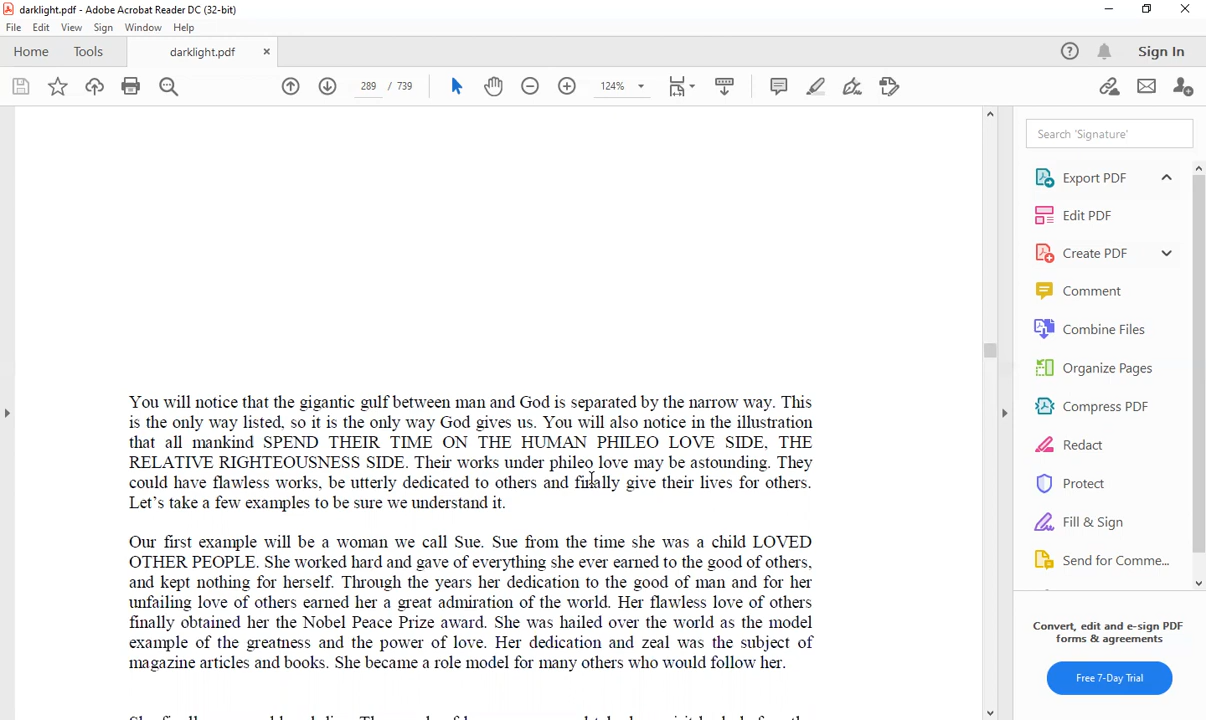 darklight.pdf - Adobe Acrobat Reader DC (32-bit)
File Edit View Sign Window Help
Home Tools darklight.pdf × Sign In
289 / 739 124%
Search 'Signature'
Export PDF
Edit PDF
Create PDF
Comment
Combine Files
Organize Pages
Compress PDF
Redact
Protect
Fill & Sign
Send for Comme...
Convert, edit and e-sign PDF
forms & agreements
Free 7-Day Trial
You will notice that the gigantic gulf between man and God is separated by the narrow way. This
is the only way listed, so it is the only way God gives us. You will also notice in the illustration
that all mankind SPEND THEIR TIME ON THE HUMAN PHILEO LOVE SIDE, THE
RELATIVE RIGHTEOUSNESS SIDE. Their works under phileo love may be astounding. They
could have flawless works, be utterly dedicated to others and finally give their lives for others.
Let's take a few examples to be sure we understand it.
Our first example will be a woman we call Sue. Sue from the time she was a child LOVED
OTHER PEOPLE. She worked hard and gave of everything she ever earned to the good of others,
and kept nothing for herself. Through the years her dedication to the good of man and for her
unfailing love of others earned her a great admiration of the world. Her flawless love of others
finally obtained her the Nobel Peace Prize award. She was hailed over the world as the model
example of the greatness and the power of love. Her dedication and zeal was the subject of
magazine articles and books. She became a role model for many others who would follow her.